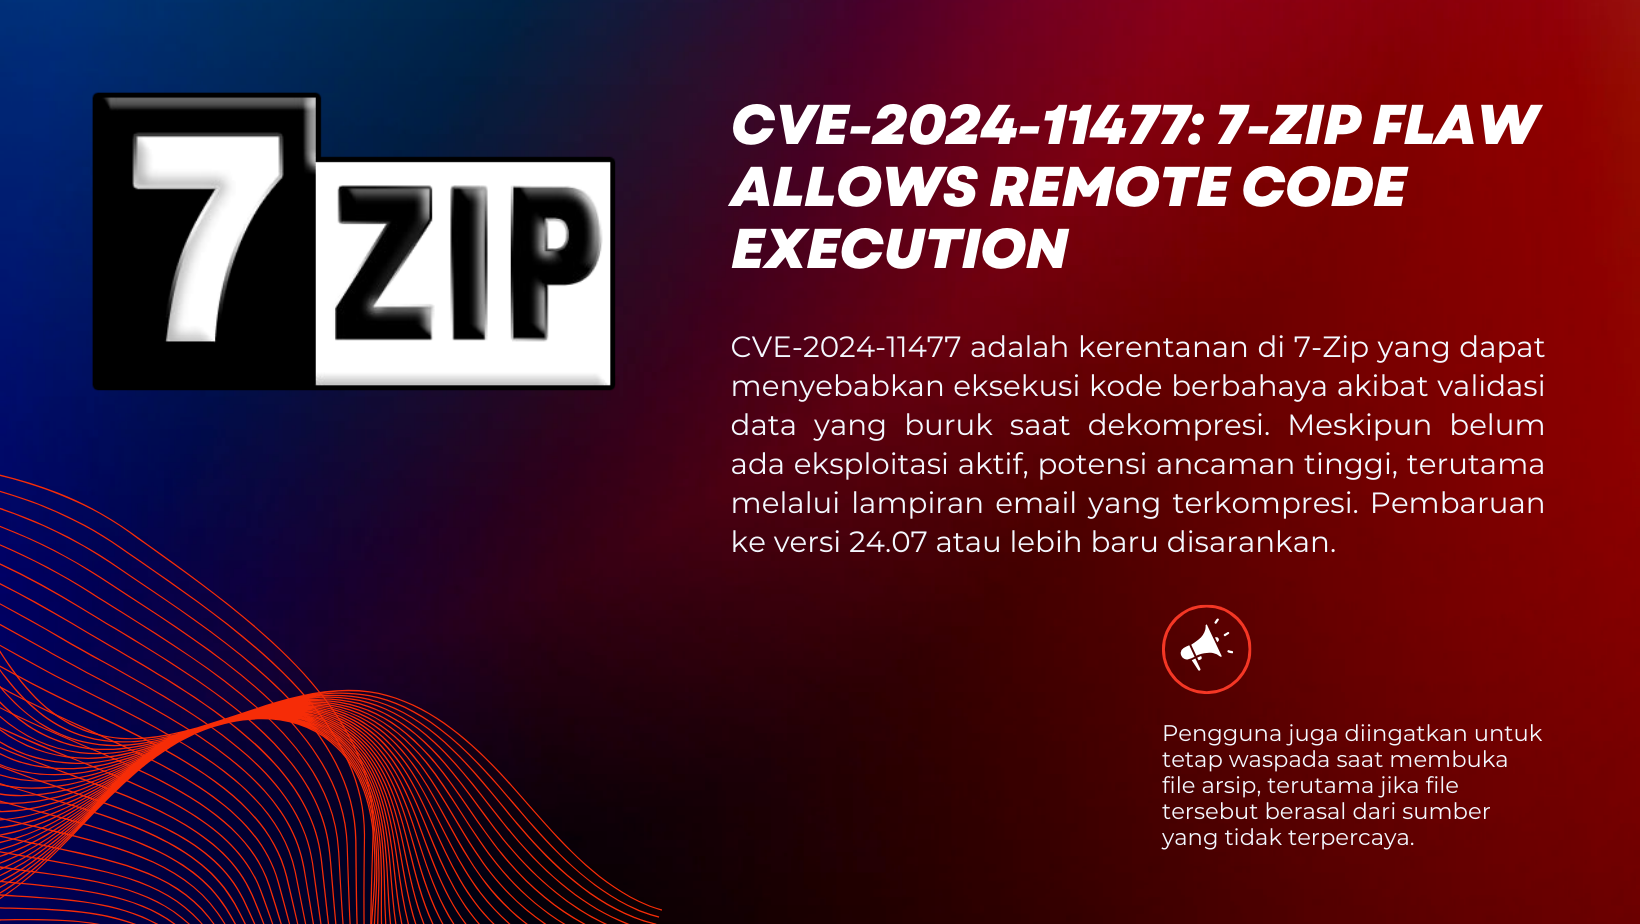 7 ZIP
CVE-2024-11477: 7-ZIP FLAW
ALLOWS REMOTE CODE
EXECUTION
CVE-2024-11477 adalah kerentanan di 7-Zip yang dapat
menyebabkan eksekusi kode berbahaya akibat validasi
data yang buruk saat dekompresi. Meskipun belum
ada eksploitasi aktif, potensi ancaman tinggi, terutama
melalui lampiran email yang terkompresi. Pembaruan
ke versi 24.07 atau lebih baru disarankan.
Pengguna juga diingatkan untuk
tetap waspada saat membuka
file arsip, terutama jika file
tersebut berasal dari sumber
yang tidak terpercaya.